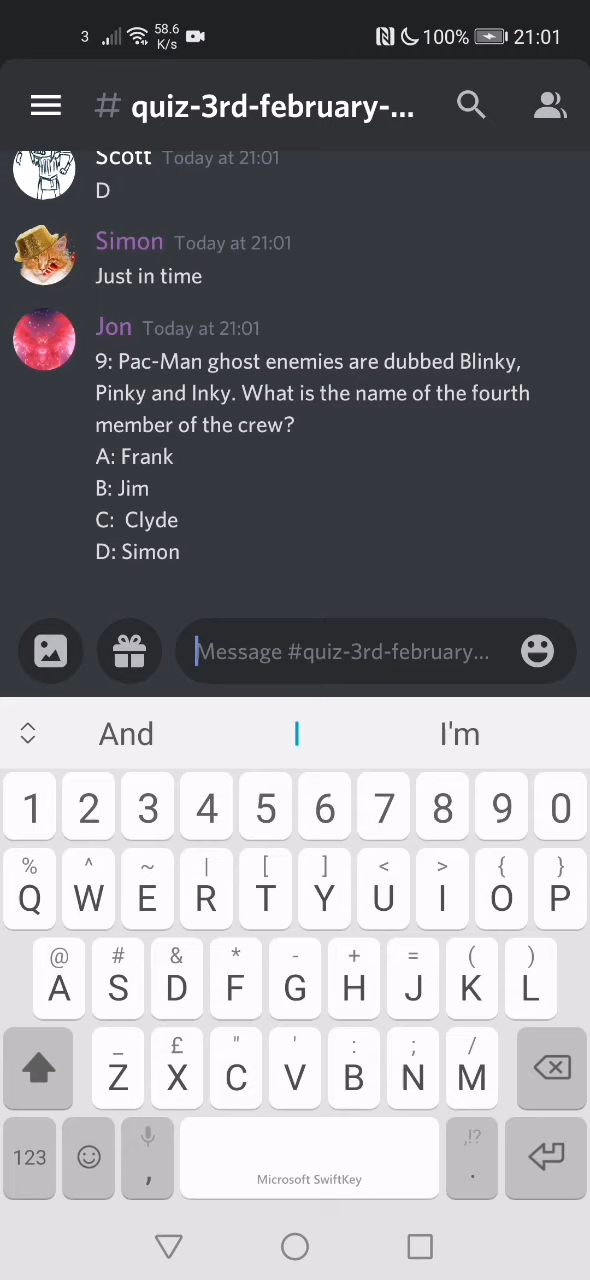 3 58.6 K/s 100% 21:01
# quiz-3rd-february-...
Scott Today at 21:01
D
Simon Today at 21:01
Just in time
Jon Today at 21:01
9: Pac-Man ghost enemies are dubbed Blinky,
Pinky and Inky. What is the name of the fourth
member of the crew?
A: Frank
B: Jim
C:  Clyde
D: Simon
Message #quiz-3rd-february...
And I I'm
1 2 3 4 5 6 7 8 9 0
% ^ ~ | [ ] < > { }
Q W E R T Y U I O P
@ # & * - + = ( )
A S D F G H J K L
_ £ " ' : ; /
Z X C V B N M
,!?
123 , .
Microsoft SwiftKey